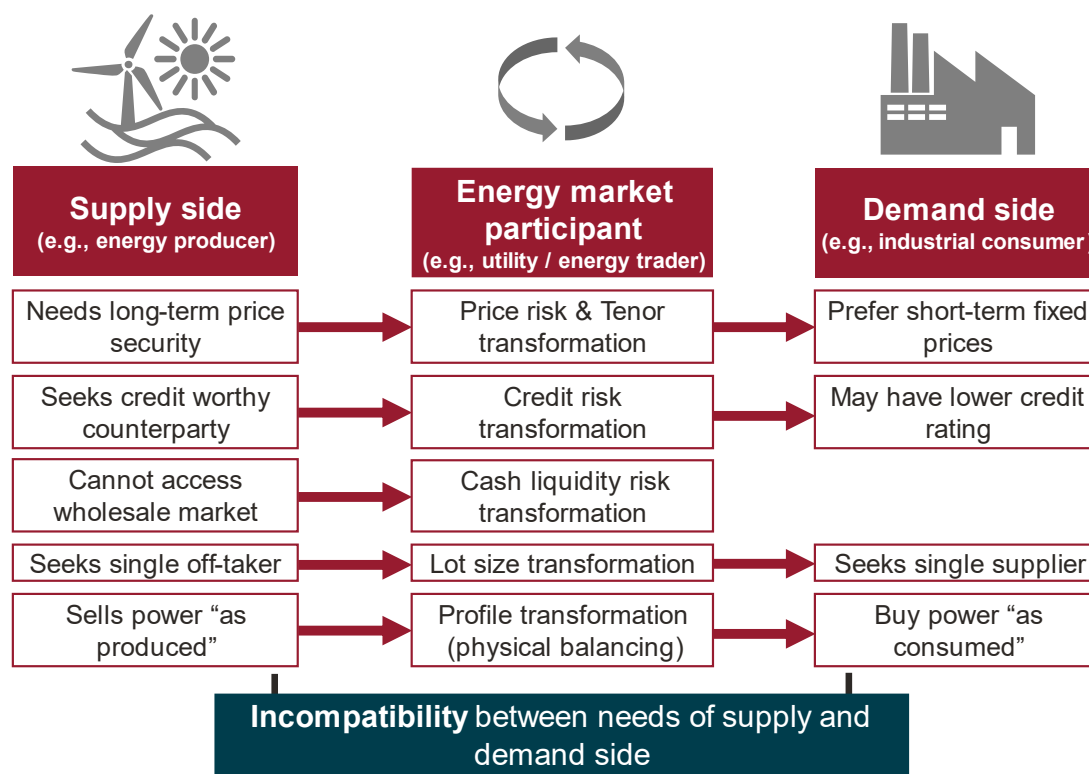 Supply side
(e.g., energy producer)
Energy market
participant
(e.g., utility / energy trader)
Demand side
(e.g., industrial consumer)
Needs long-term price
security
Price risk & Tenor
transformation
Prefer short-term fixed
prices
Seeks credit worthy
counterparty
Credit risk
transformation
May have lower credit
rating
Cannot access
wholesale market
Cash liquidity risk
transformation
Seeks single off-taker
Lot size transformation
Seeks single supplier
Sells power “as
produced”
Profile transformation
(physical balancing)
Buy power “as
consumed”
Incompatibility between needs of supply and
demand side